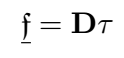 𝔣̲ = 𝐃τ